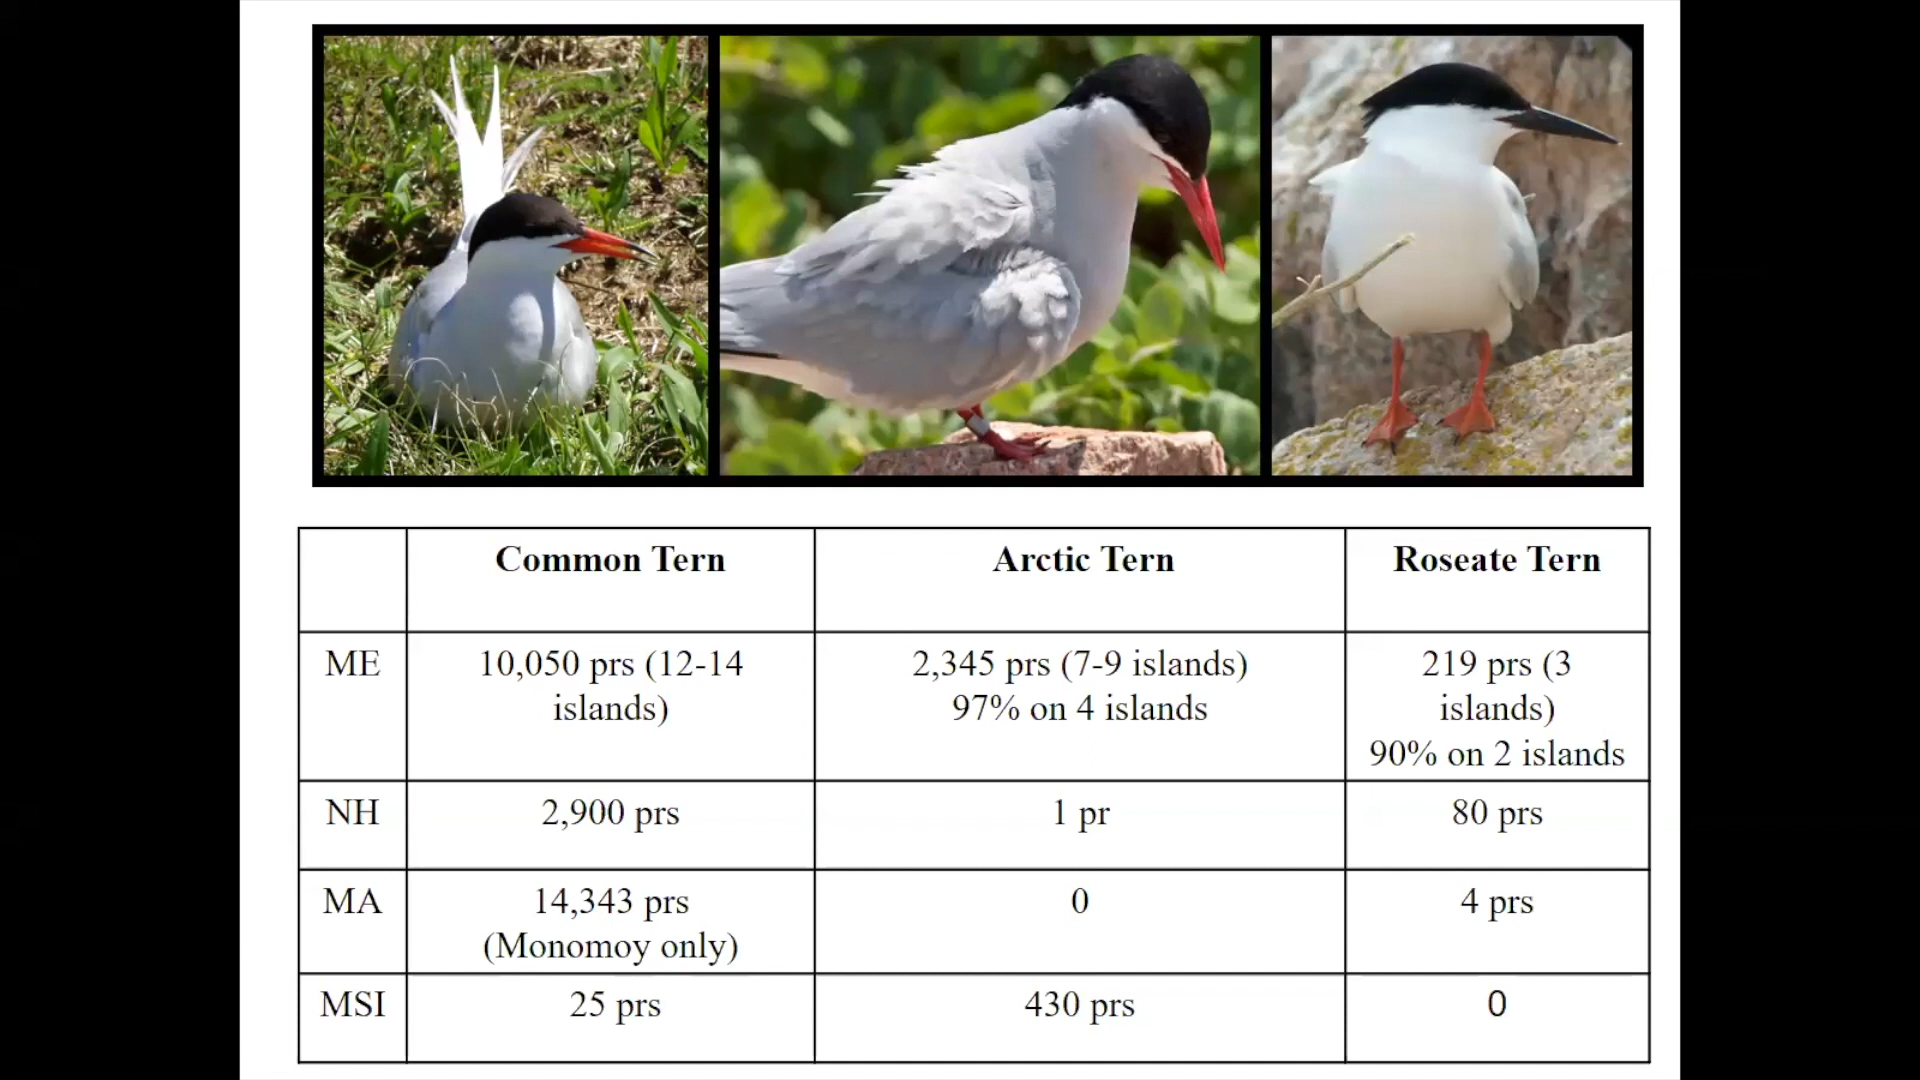 Common Tern
Arctic Tern
Roseate Tern
ME
10,050 prs (12-14
islands)
2,345 prs (7-9 islands)
97% on 4 islands
219 prs (3
islands)
90% on 2 islands
NH
2,900 prs
1 pr
80 prs
MA
14,343 prs
(Monomoy only)
0
4 prs
MSI
25 prs
430 prs
0